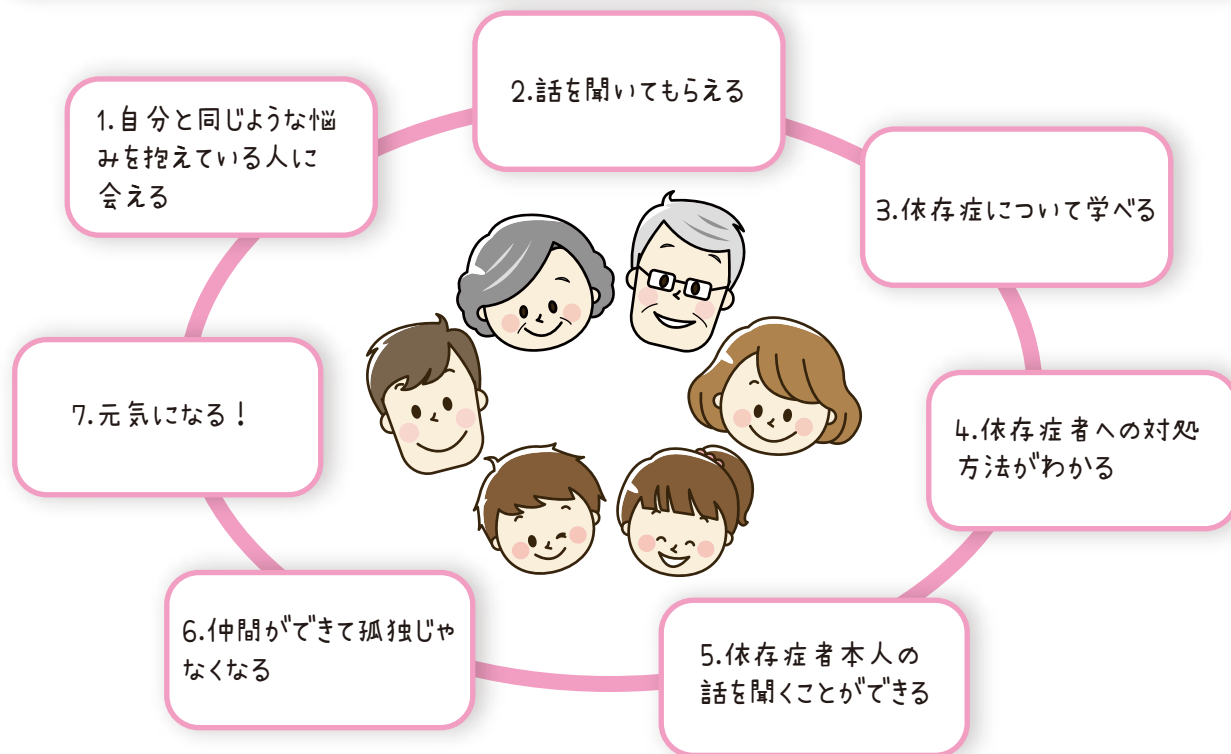 1.自分と同じような悩
みを抱えている人に
会える
2.話を聞いてもらえる
3.依存症について学べる
4.依存症者への対処
方法がわかる
5.依存症者本人の
話を聞くことができる
6.仲間ができて孤独じゃ
なくなる
7.元気になる！